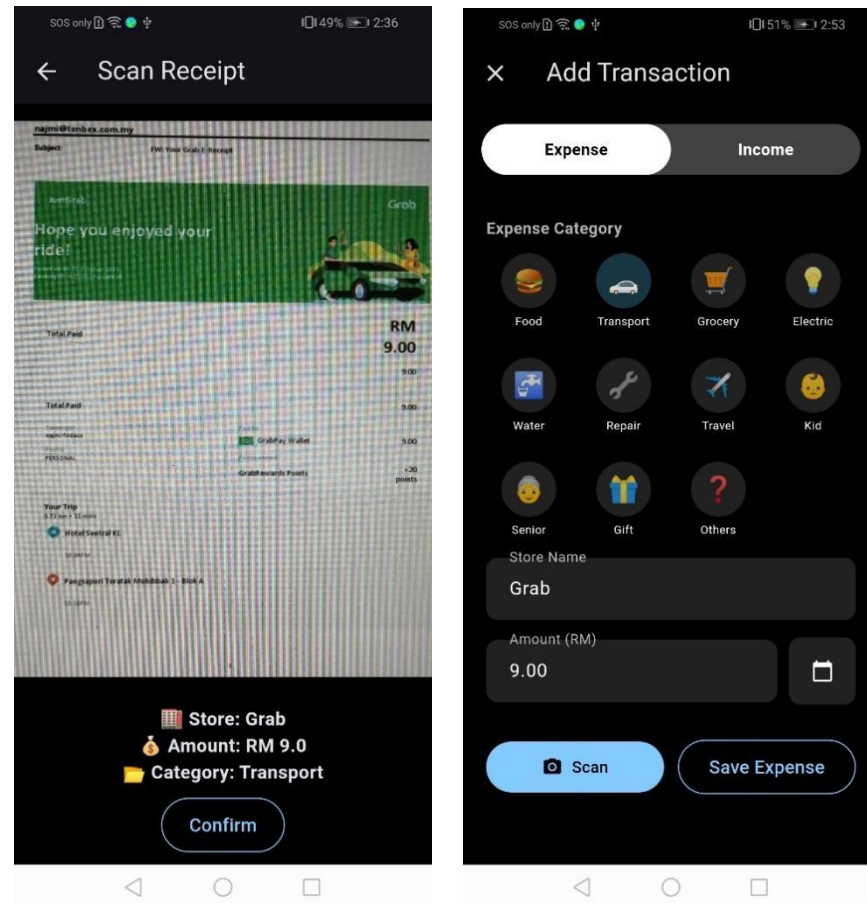 SOS only
49%
2:36
Scan Receipt
najmi@tenbex.com.my
Subject: FW: Your Grab E-Receipt
JustGrab
Grab
Hope you enjoyed your
ride!
Total Paid
RM
9.00
9.00
Total Paid
9.00
PERSONAL
GrabPay Wallet
9.00
GrabRewards Points
+20
points
Your Trip
Hotel Sentral KL
Pangsapuri Teratak Muhibbah 1 - Blok A
Store: Grab
Amount: RM 9.0
Category: Transport
Confirm
SOS only
51%
2:53
Add Transaction
Expense
Income
Expense Category
Food
Transport
Grocery
Electric
Water
Repair
Travel
Kid
Senior
Gift
Others
Store Name
Grab
Amount (RM)
9.00
Scan
Save Expense